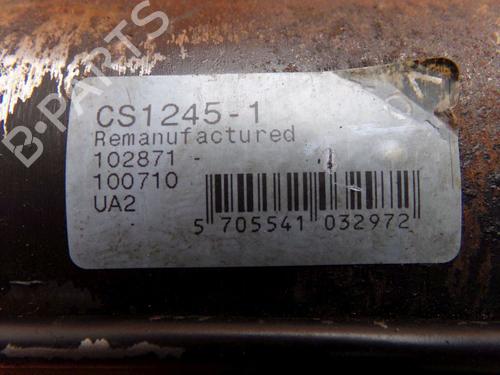 B-PARTS
CS1245-1
Remanufactured
102871 -
100710
UA2
5 705541 032972